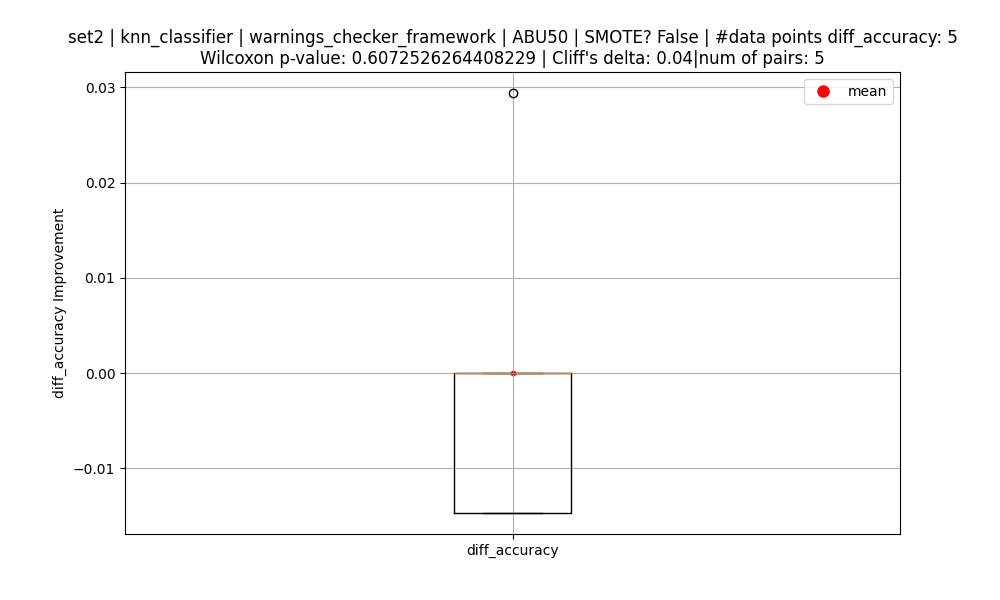 set2 | knn_classifier | warnings_checker_framework | ABU50 | SMOTE? False | #data points diff_accuracy: 5
Wilcoxon p-value: 0.6072526264408229 | Cliff's delta: 0.04|num of pairs: 5
mean
0.03
0.02
0.01
0.00
−0.01
diff_accuracy Improvement
diff_accuracy